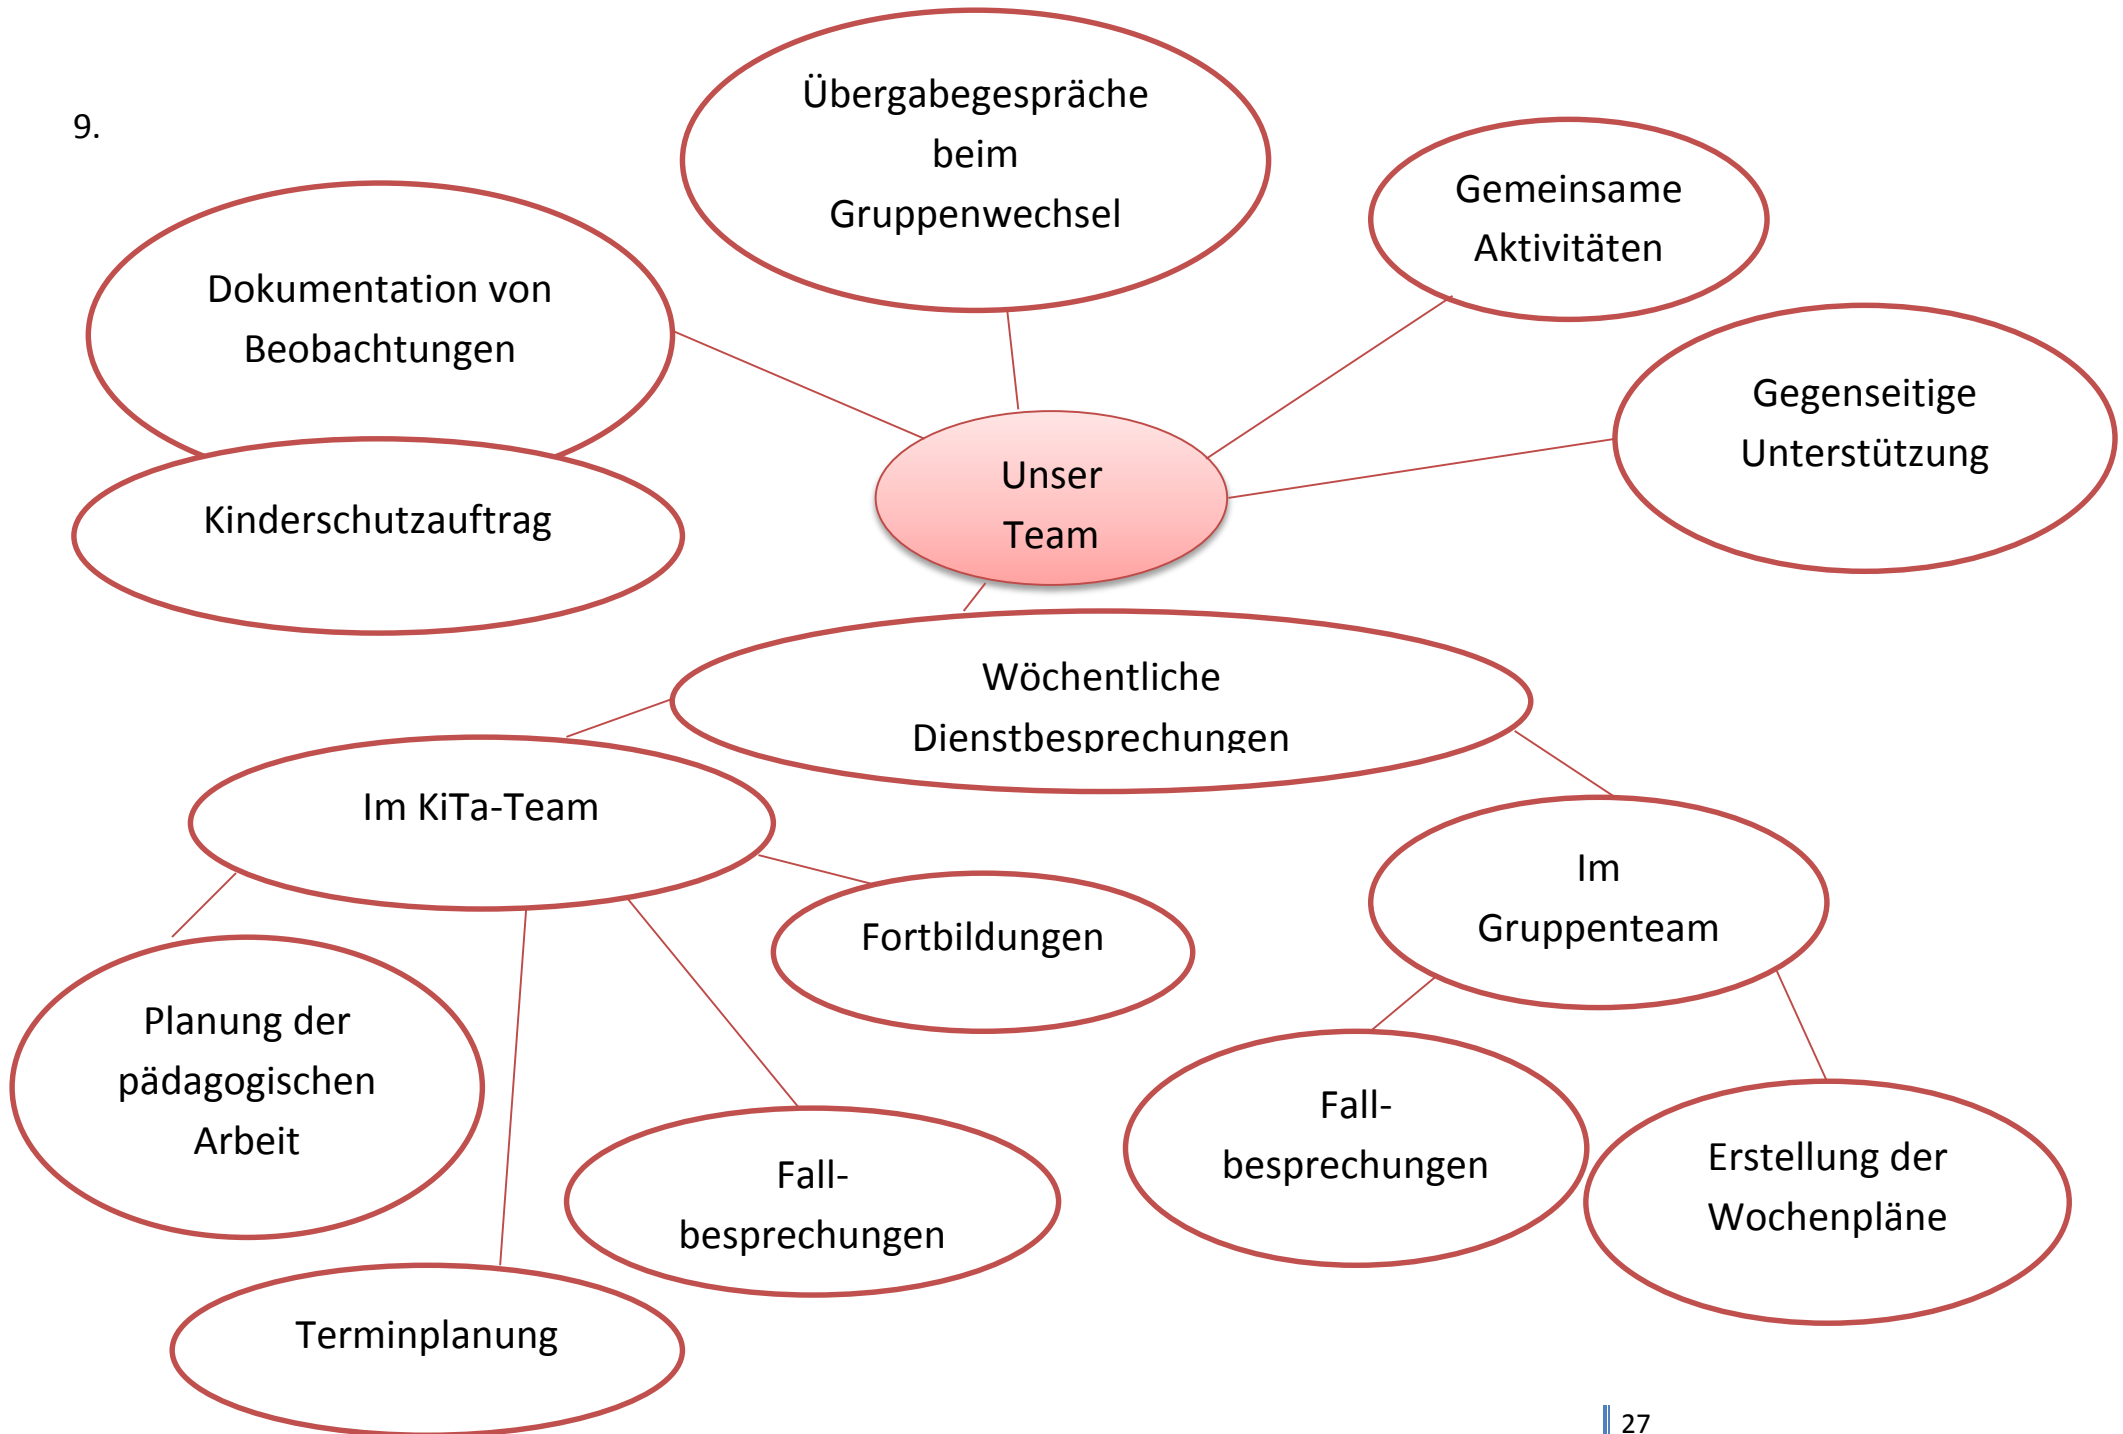 9.
Übergabegespräche
beim
Gruppenwechsel
Gemeinsame
Aktivitäten
Dokumentation von
Beobachtungen
Gegenseitige
Unterstützung
Unser
Team
Kinderschutzauftrag
Wöchentliche
Dienstbesprechungen
Im KiTa-Team
Im
Gruppenteam
Fortbildungen
Planung der
pädagogischen
Arbeit
Fall-
besprechungen
Fall-
besprechungen
Erstellung der
Wochenpläne
Terminplanung
27